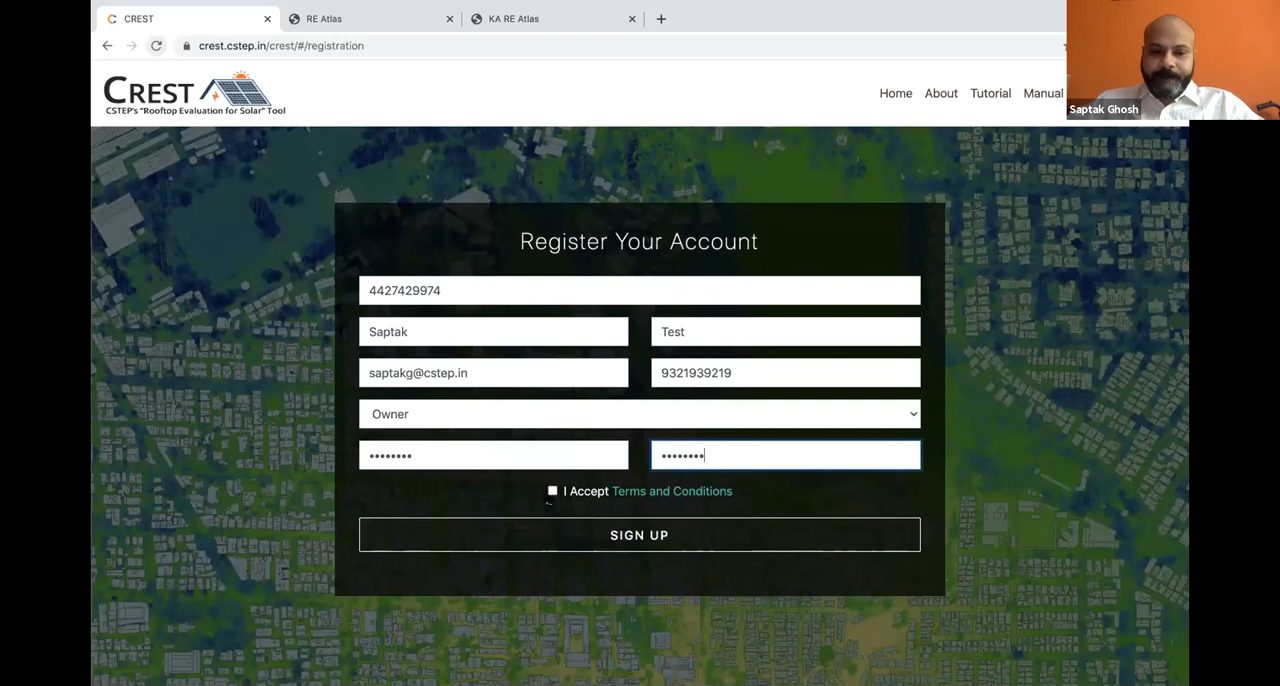 CREST
RE Atlas
KA RE Atlas
crest.cstep.in/crest/#/registration
CREST
CSTEP's "Rooftop Evaluation for Solar" Tool
Home
About
Tutorial
Manual
Saptak Ghosh
Register Your Account
4427429974
Saptak
Test
saptakg@cstep.in
9321939219
Owner
••••••••
••••••••
I Accept Terms and Conditions
SIGN UP